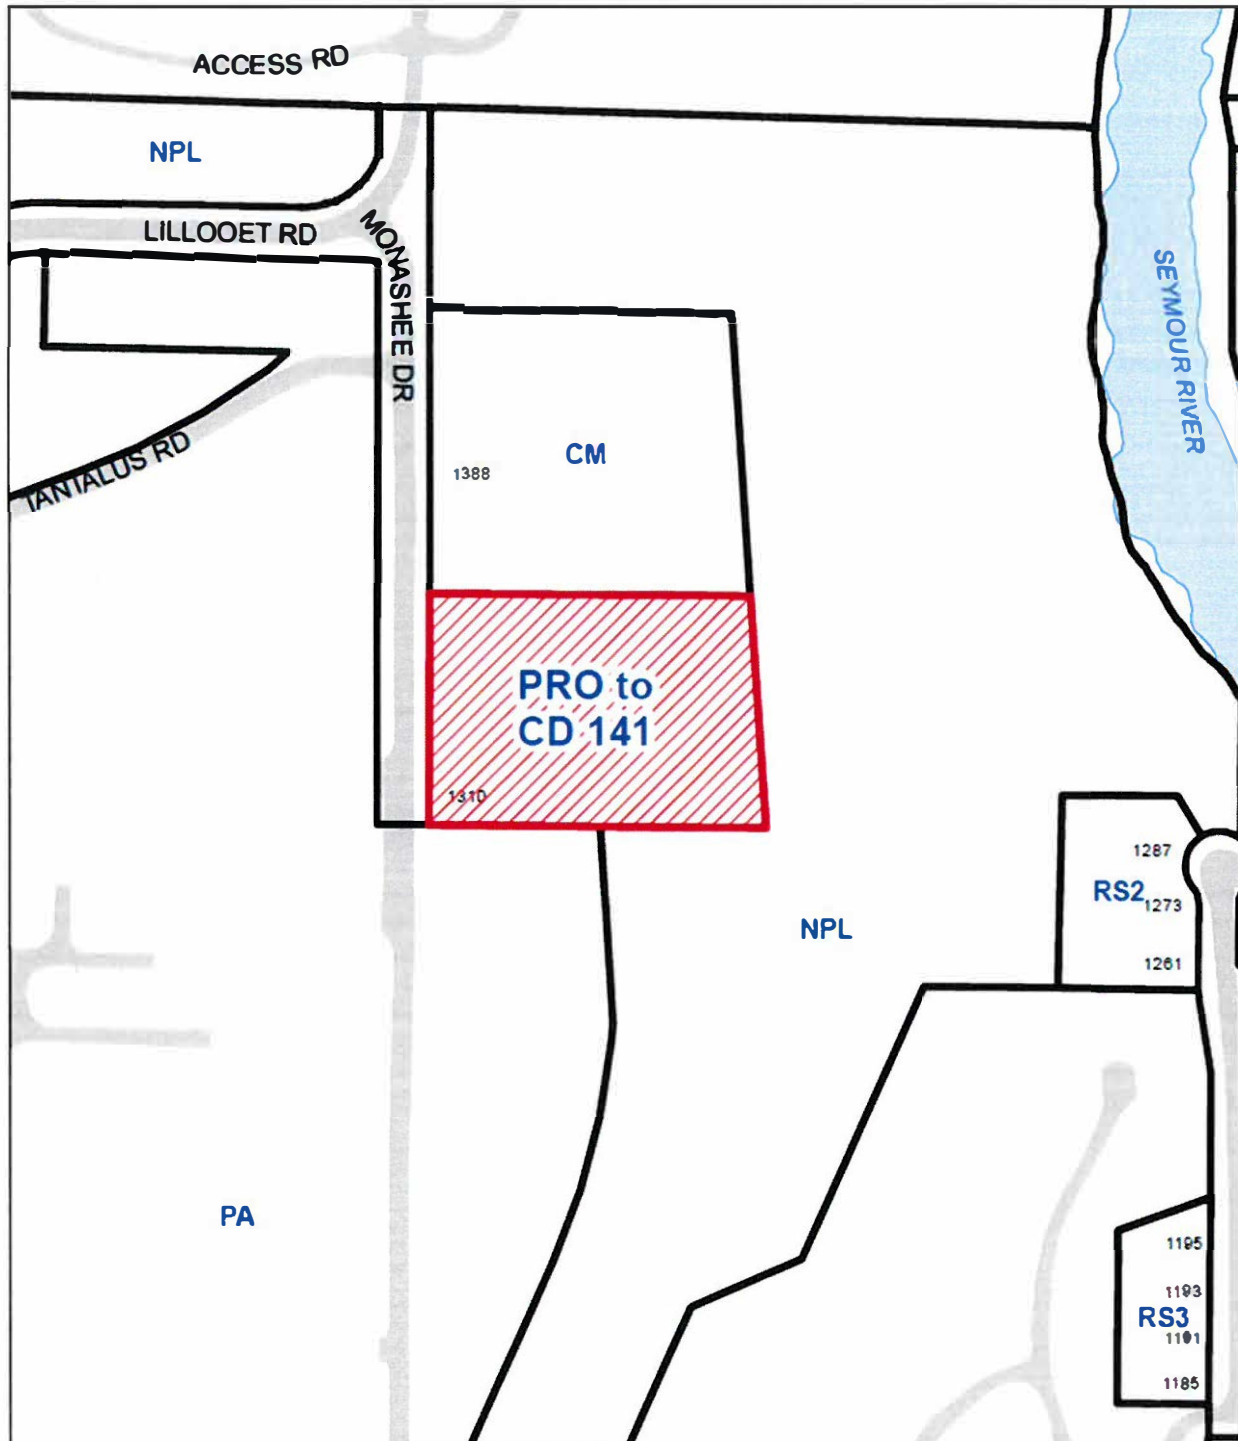 ACCESS RD
NPL
LILLOOET RD
MONASHEE DR
SEYMOUR RIVER
TANTALUS RD
CM
1388
PRO to
CD 141
1310
1287
RS2
1273
NPL
1261
PA
1195
1193
RS3
1191
1185